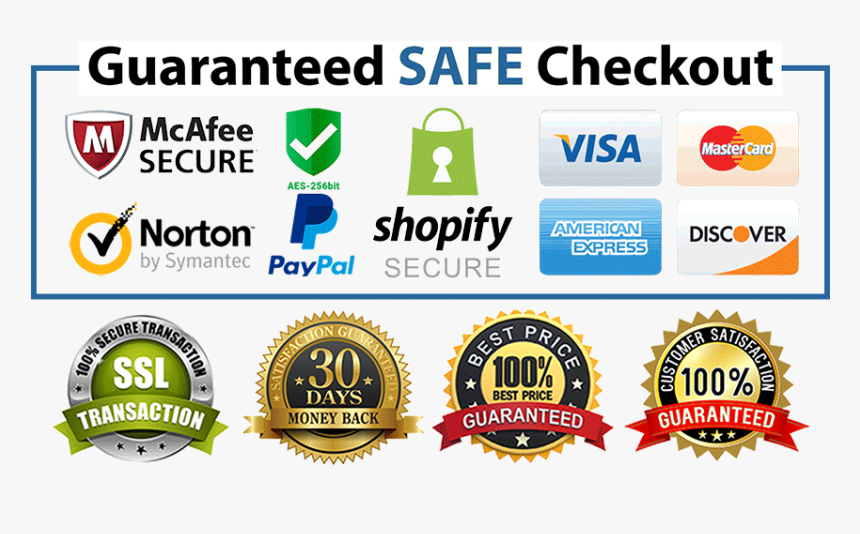 Guaranteed SAFE Checkout
M
McAfee
SECURE
AES-256bit
Norton
by Symantec
PayPal
shopify
SECURE
VISA
MasterCard
AMERICAN
EXPRESS
DISCOVER
100% SECURE TRANSACTION
SSL
TRANSACTION
SATISFACTION GUARANTEED
30
DAYS
MONEY BACK
BEST PRICE
100%
BEST PRICE
GUARANTEED
CUSTOMER SATISFACTION
100%
GUARANTEED